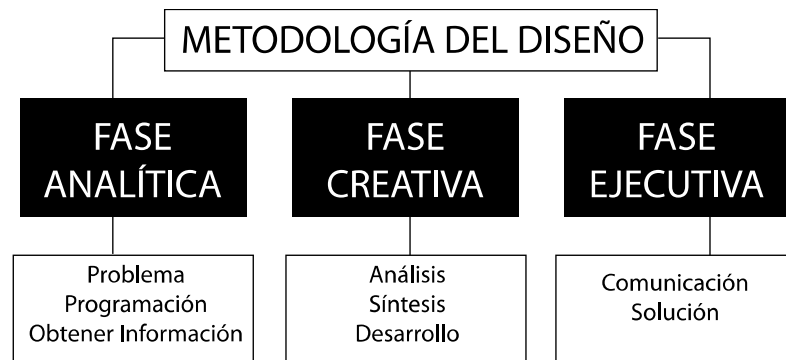 METODOLOGÍA DEL DISEÑO
FASE
ANALÍTICA
FASE
CREATIVA
FASE
EJECUTIVA
Problema
Programación
Obtener Información
Análisis
Síntesis
Desarrollo
Comunicación
Solución